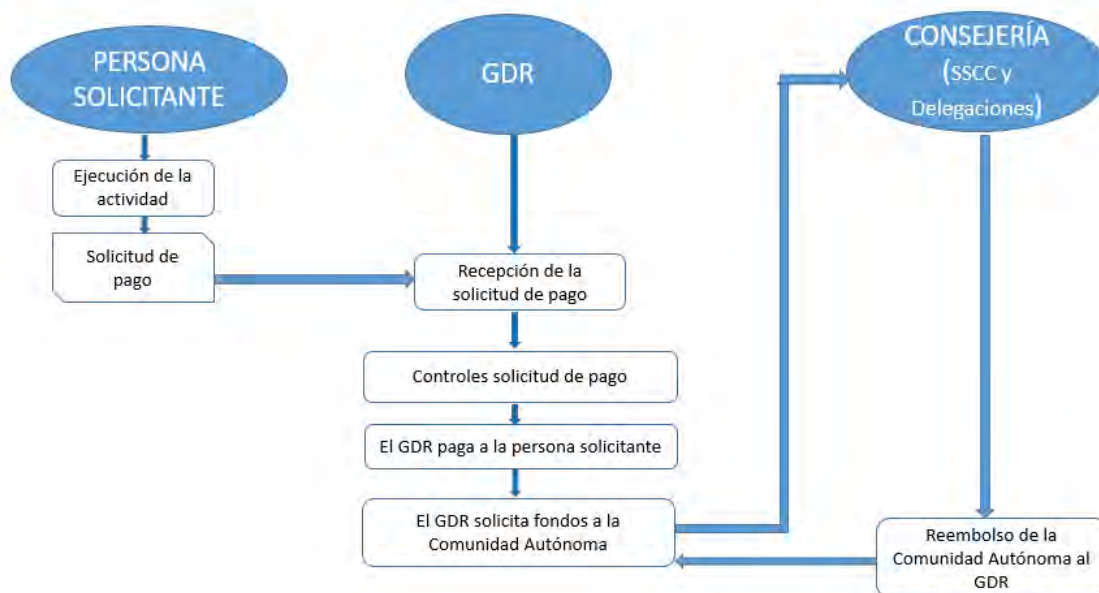 PERSONA
SOLICITANTE
Ejecución de la
actividad
Solicitud de
pago
GDR
Recepción de la
solicitud de pago
Controles solicitud de pago
El GDR paga a la persona solicitante
El GDR solicita fondos a la
Comunidad Autónoma
CONSEJERÍA
(SSCC y
Delegaciones)
Reembolso de la
Comunidad Autónoma al
GDR